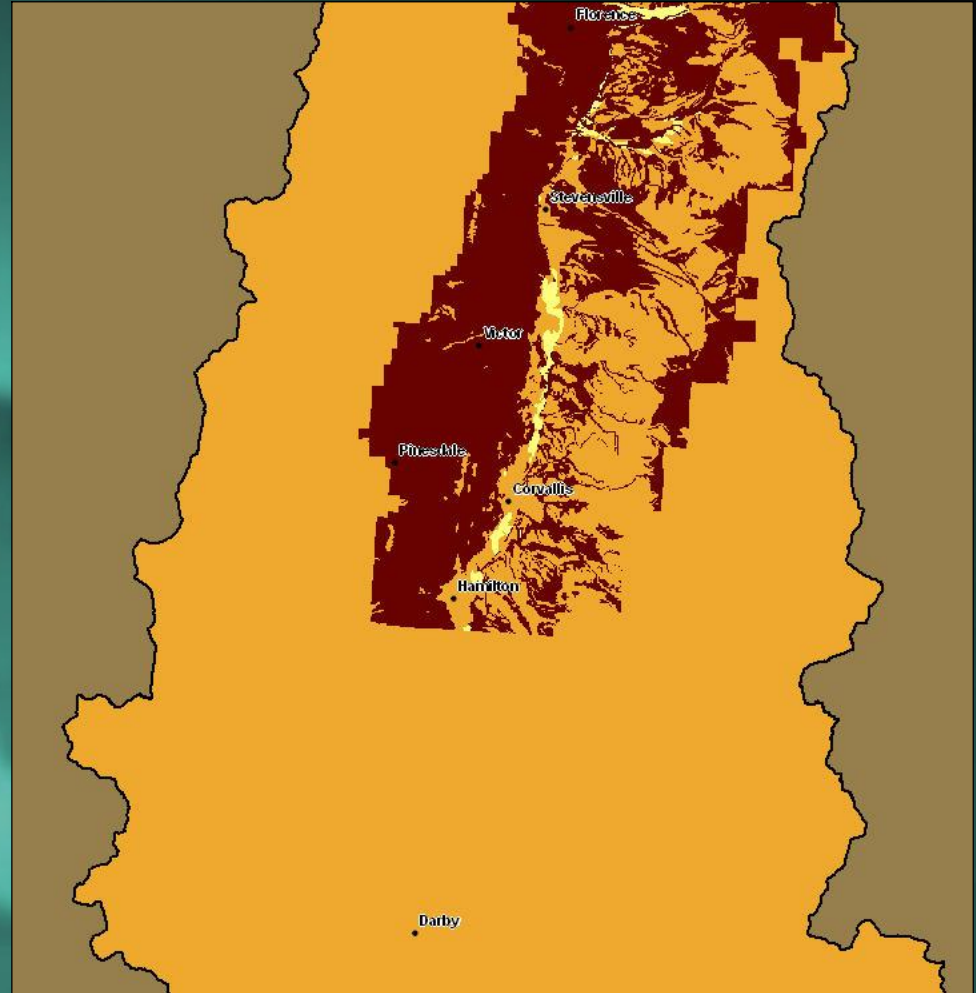 Florence
Stevensville
Victor
Pinesdale
Corvallis
Hamilton
Darby